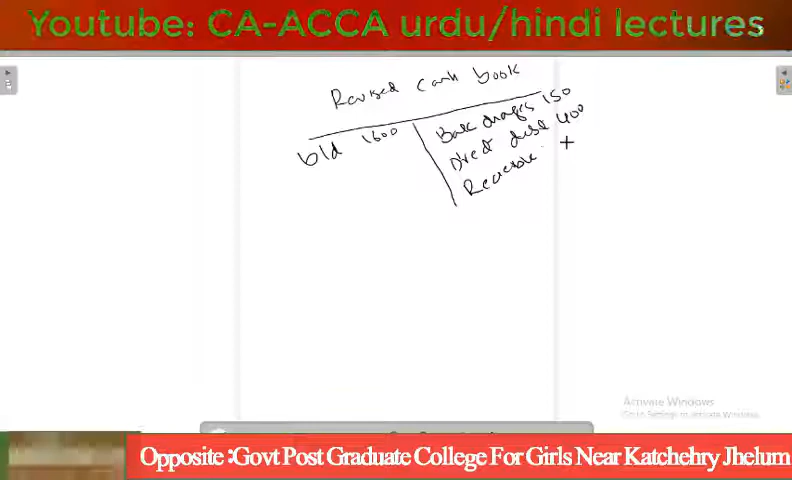 Youtube: CA-ACCA urdu/hindi lectures
Revised cash book
b/d 1600
Bank charges 150
Direct debit 400
Receivable
Activate Windows
Go to Settings to activate Windows.
Opposite :Govt Post Graduate College For Girls Near Katchehry Jhelum